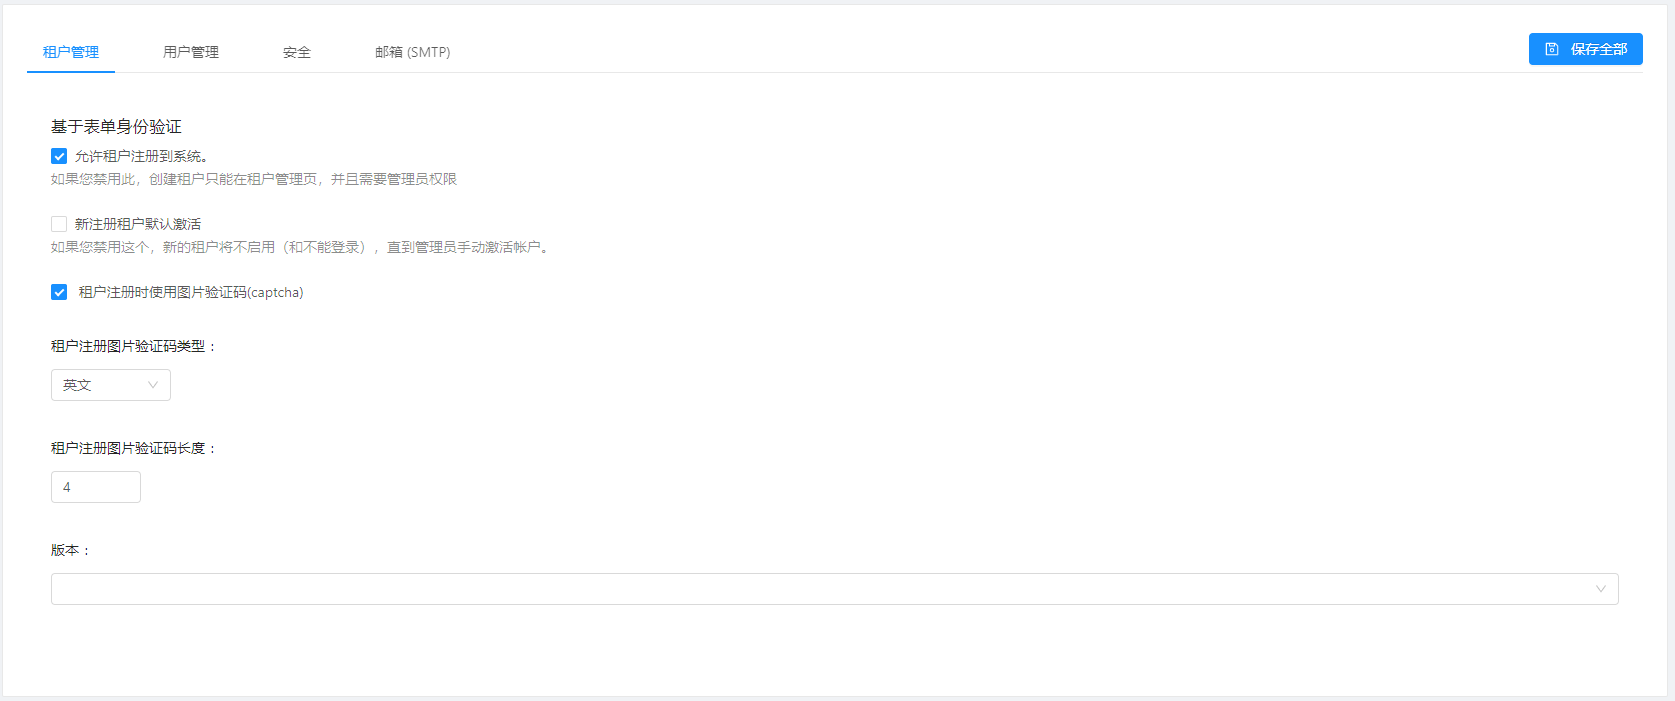 租户管理 用户管理 安全 邮箱 (SMTP) 保存全部
基于表单身份验证
允许租户注册到系统。
如果您禁用此，创建租户只能在租户管理页，并且需要管理员权限
新注册租户默认激活
如果您禁用这个，新的租户将不启用（和不能登录），直到管理员手动激活帐户。
租户注册时使用图片验证码(captcha)
租户注册图片验证码类型：
英文
租户注册图片验证码长度：
4
版本：